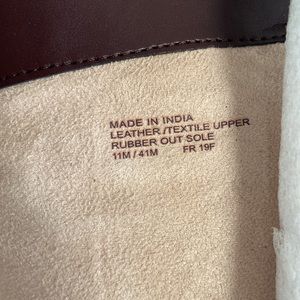 MADE IN INDIA
LEATHER /TEXTILE UPPER
RUBBER OUT SOLE
11M / 41M FR 19F